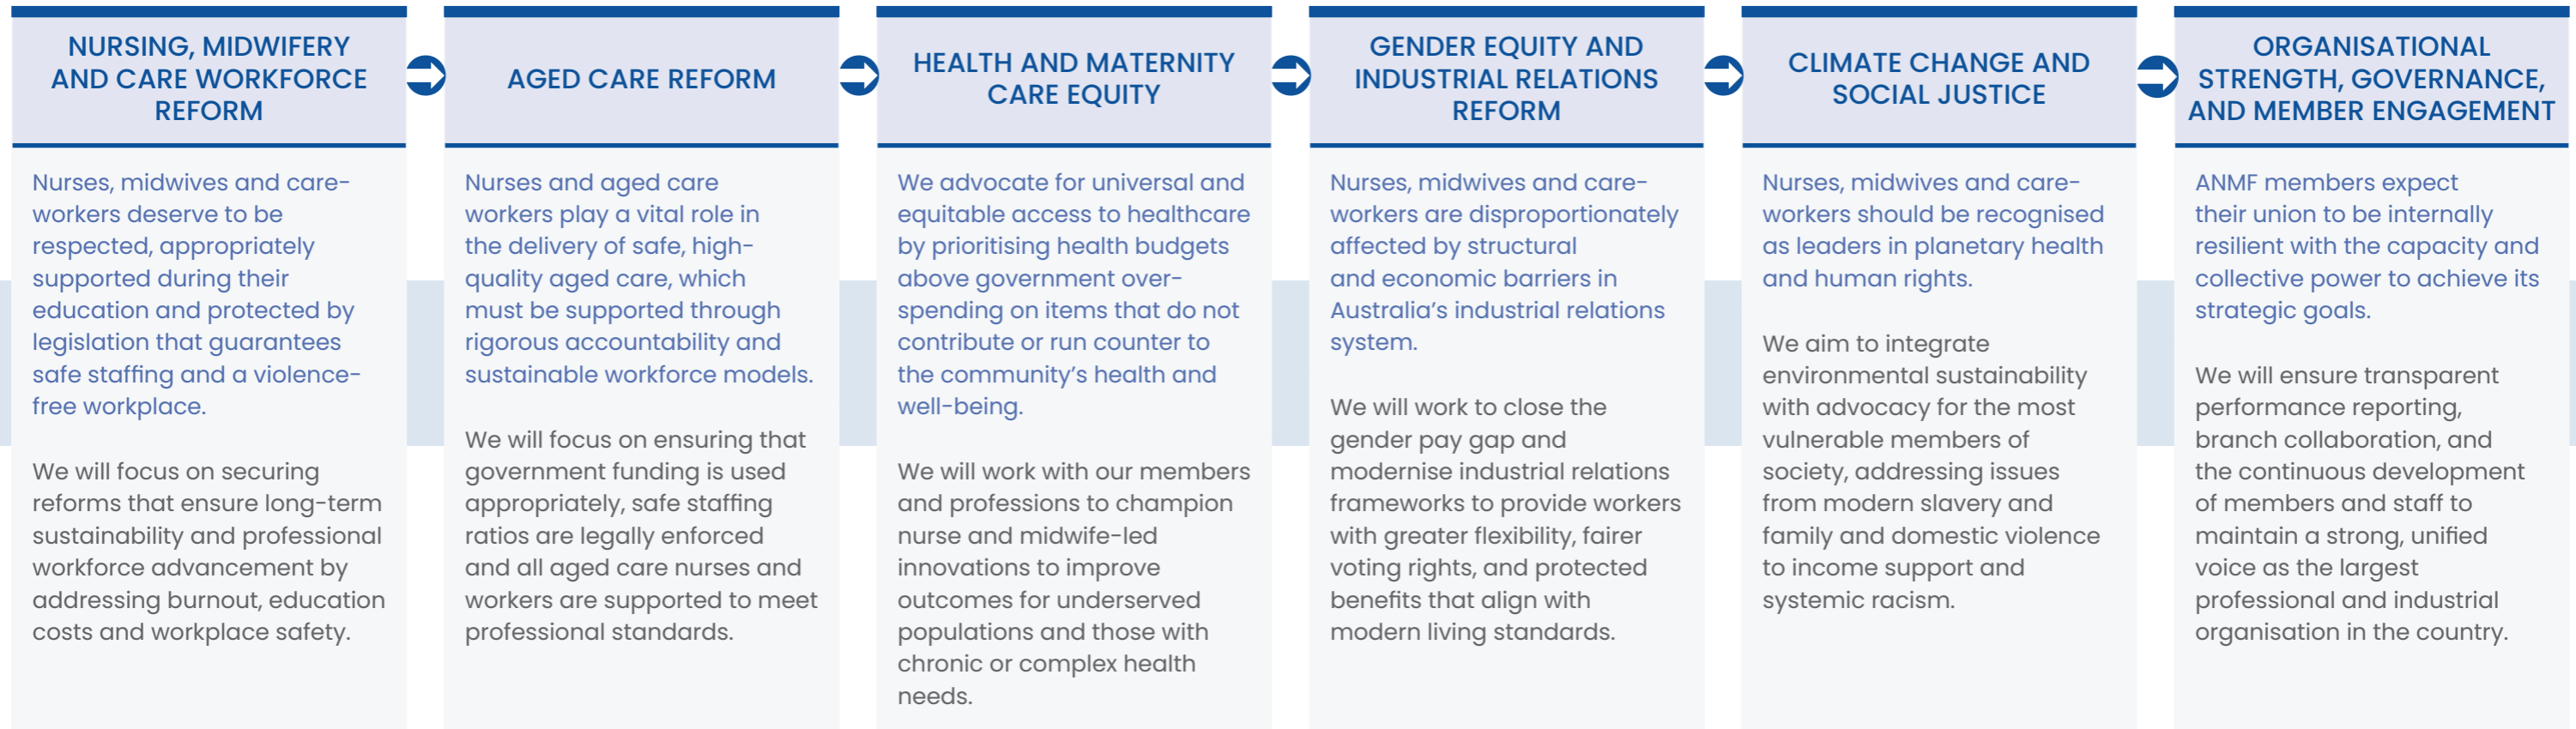 NURSING, MIDWIFERY
AND CARE WORKFORCE
REFORM
Nurses, midwives and care-
workers deserve to be
respected, appropriately
supported during their
education and protected by
legislation that guarantees
safe staffing and a violence-
free workplace.
We will focus on securing
reforms that ensure long-term
sustainability and professional
workforce advancement by
addressing burnout, education
costs and workplace safety.
AGED CARE REFORM
Nurses and aged care
workers play a vital role in
the delivery of safe, high-
quality aged care, which
must be supported through
rigorous accountability and
sustainable workforce models.
We will focus on ensuring that
government funding is used
appropriately, safe staffing
ratios are legally enforced
and all aged care nurses and
workers are supported to meet
professional standards.
HEALTH AND MATERNITY
CARE EQUITY
We advocate for universal and
equitable access to healthcare
by prioritising health budgets
above government over-
spending on items that do not
contribute or run counter to
the community's health and
well-being.
We will work with our members
and professions to champion
nurse and midwife-led
innovations to improve
outcomes for underserved
populations and those with
chronic or complex health
needs.
GENDER EQUITY AND
INDUSTRIAL RELATIONS
REFORM
Nurses, midwives and care-
workers are disproportionately
affected by structural
and economic barriers in
Australia's industrial relations
system.
We will work to close the
gender pay gap and
modernise industrial relations
frameworks to provide workers
with greater flexibility, fairer
voting rights, and protected
benefits that align with
modern living standards.
CLIMATE CHANGE AND
SOCIAL JUSTICE
Nurses, midwives and care-
workers should be recognised
as leaders in planetary health
and human rights.
We aim to integrate
environmental sustainability
with advocacy for the most
vulnerable members of
society, addressing issues
from modern slavery and
family and domestic violence
to income support and
systemic racism.
ORGANISATIONAL
STRENGTH, GOVERNANCE,
AND MEMBER ENGAGEMENT
ANMF members expect
their union to be internally
resilient with the capacity and
collective power to achieve its
strategic goals.
We will ensure transparent
performance reporting,
branch collaboration, and
the continuous development
of members and staff to
maintain a strong, unified
voice as the largest
professional and industrial
organisation in the country.